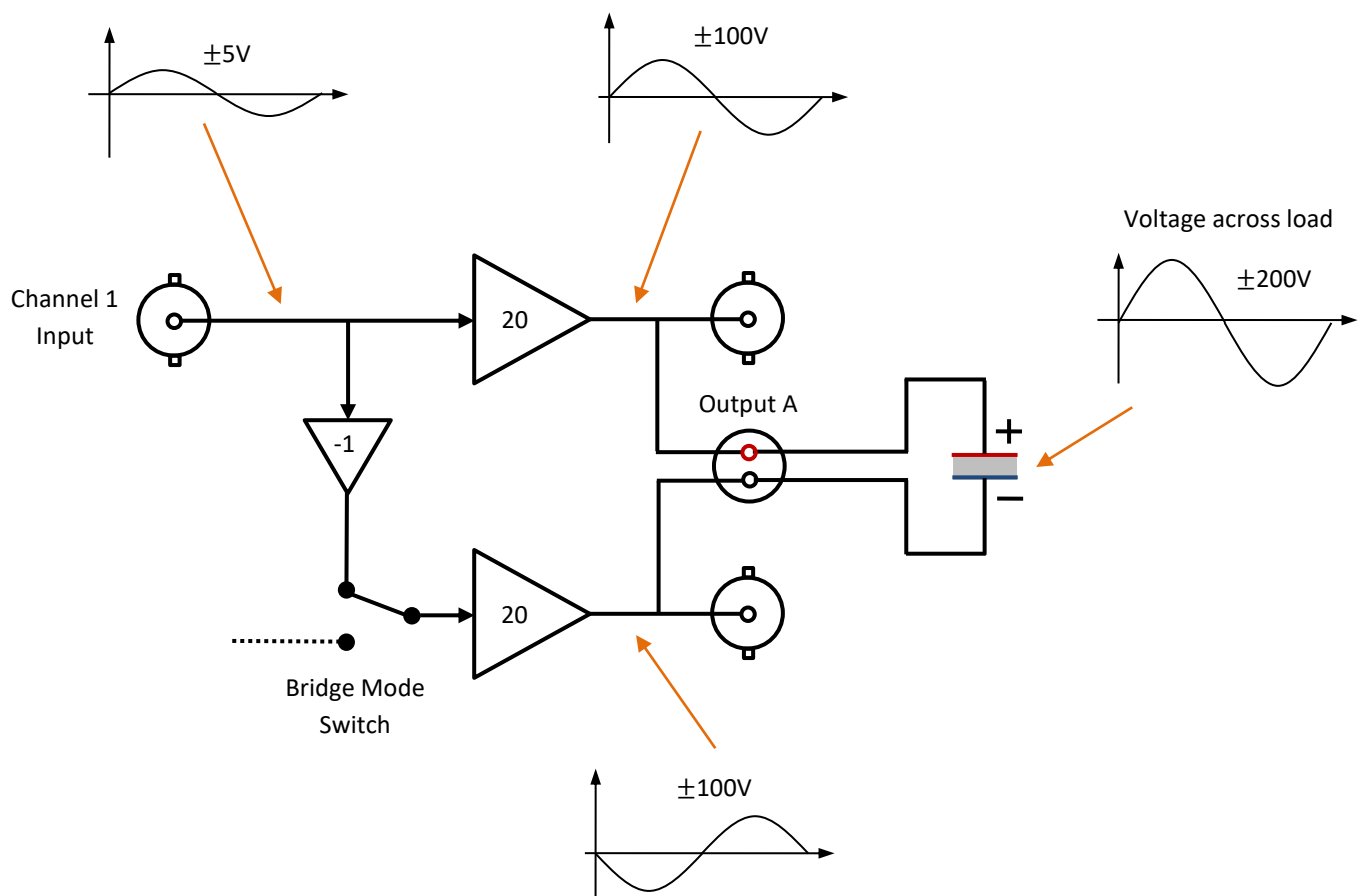 ±5V
±100V
Voltage across load
±200V
Channel 1
Input
20
Output A
-1
+
−
20
Bridge Mode
Switch
±100V